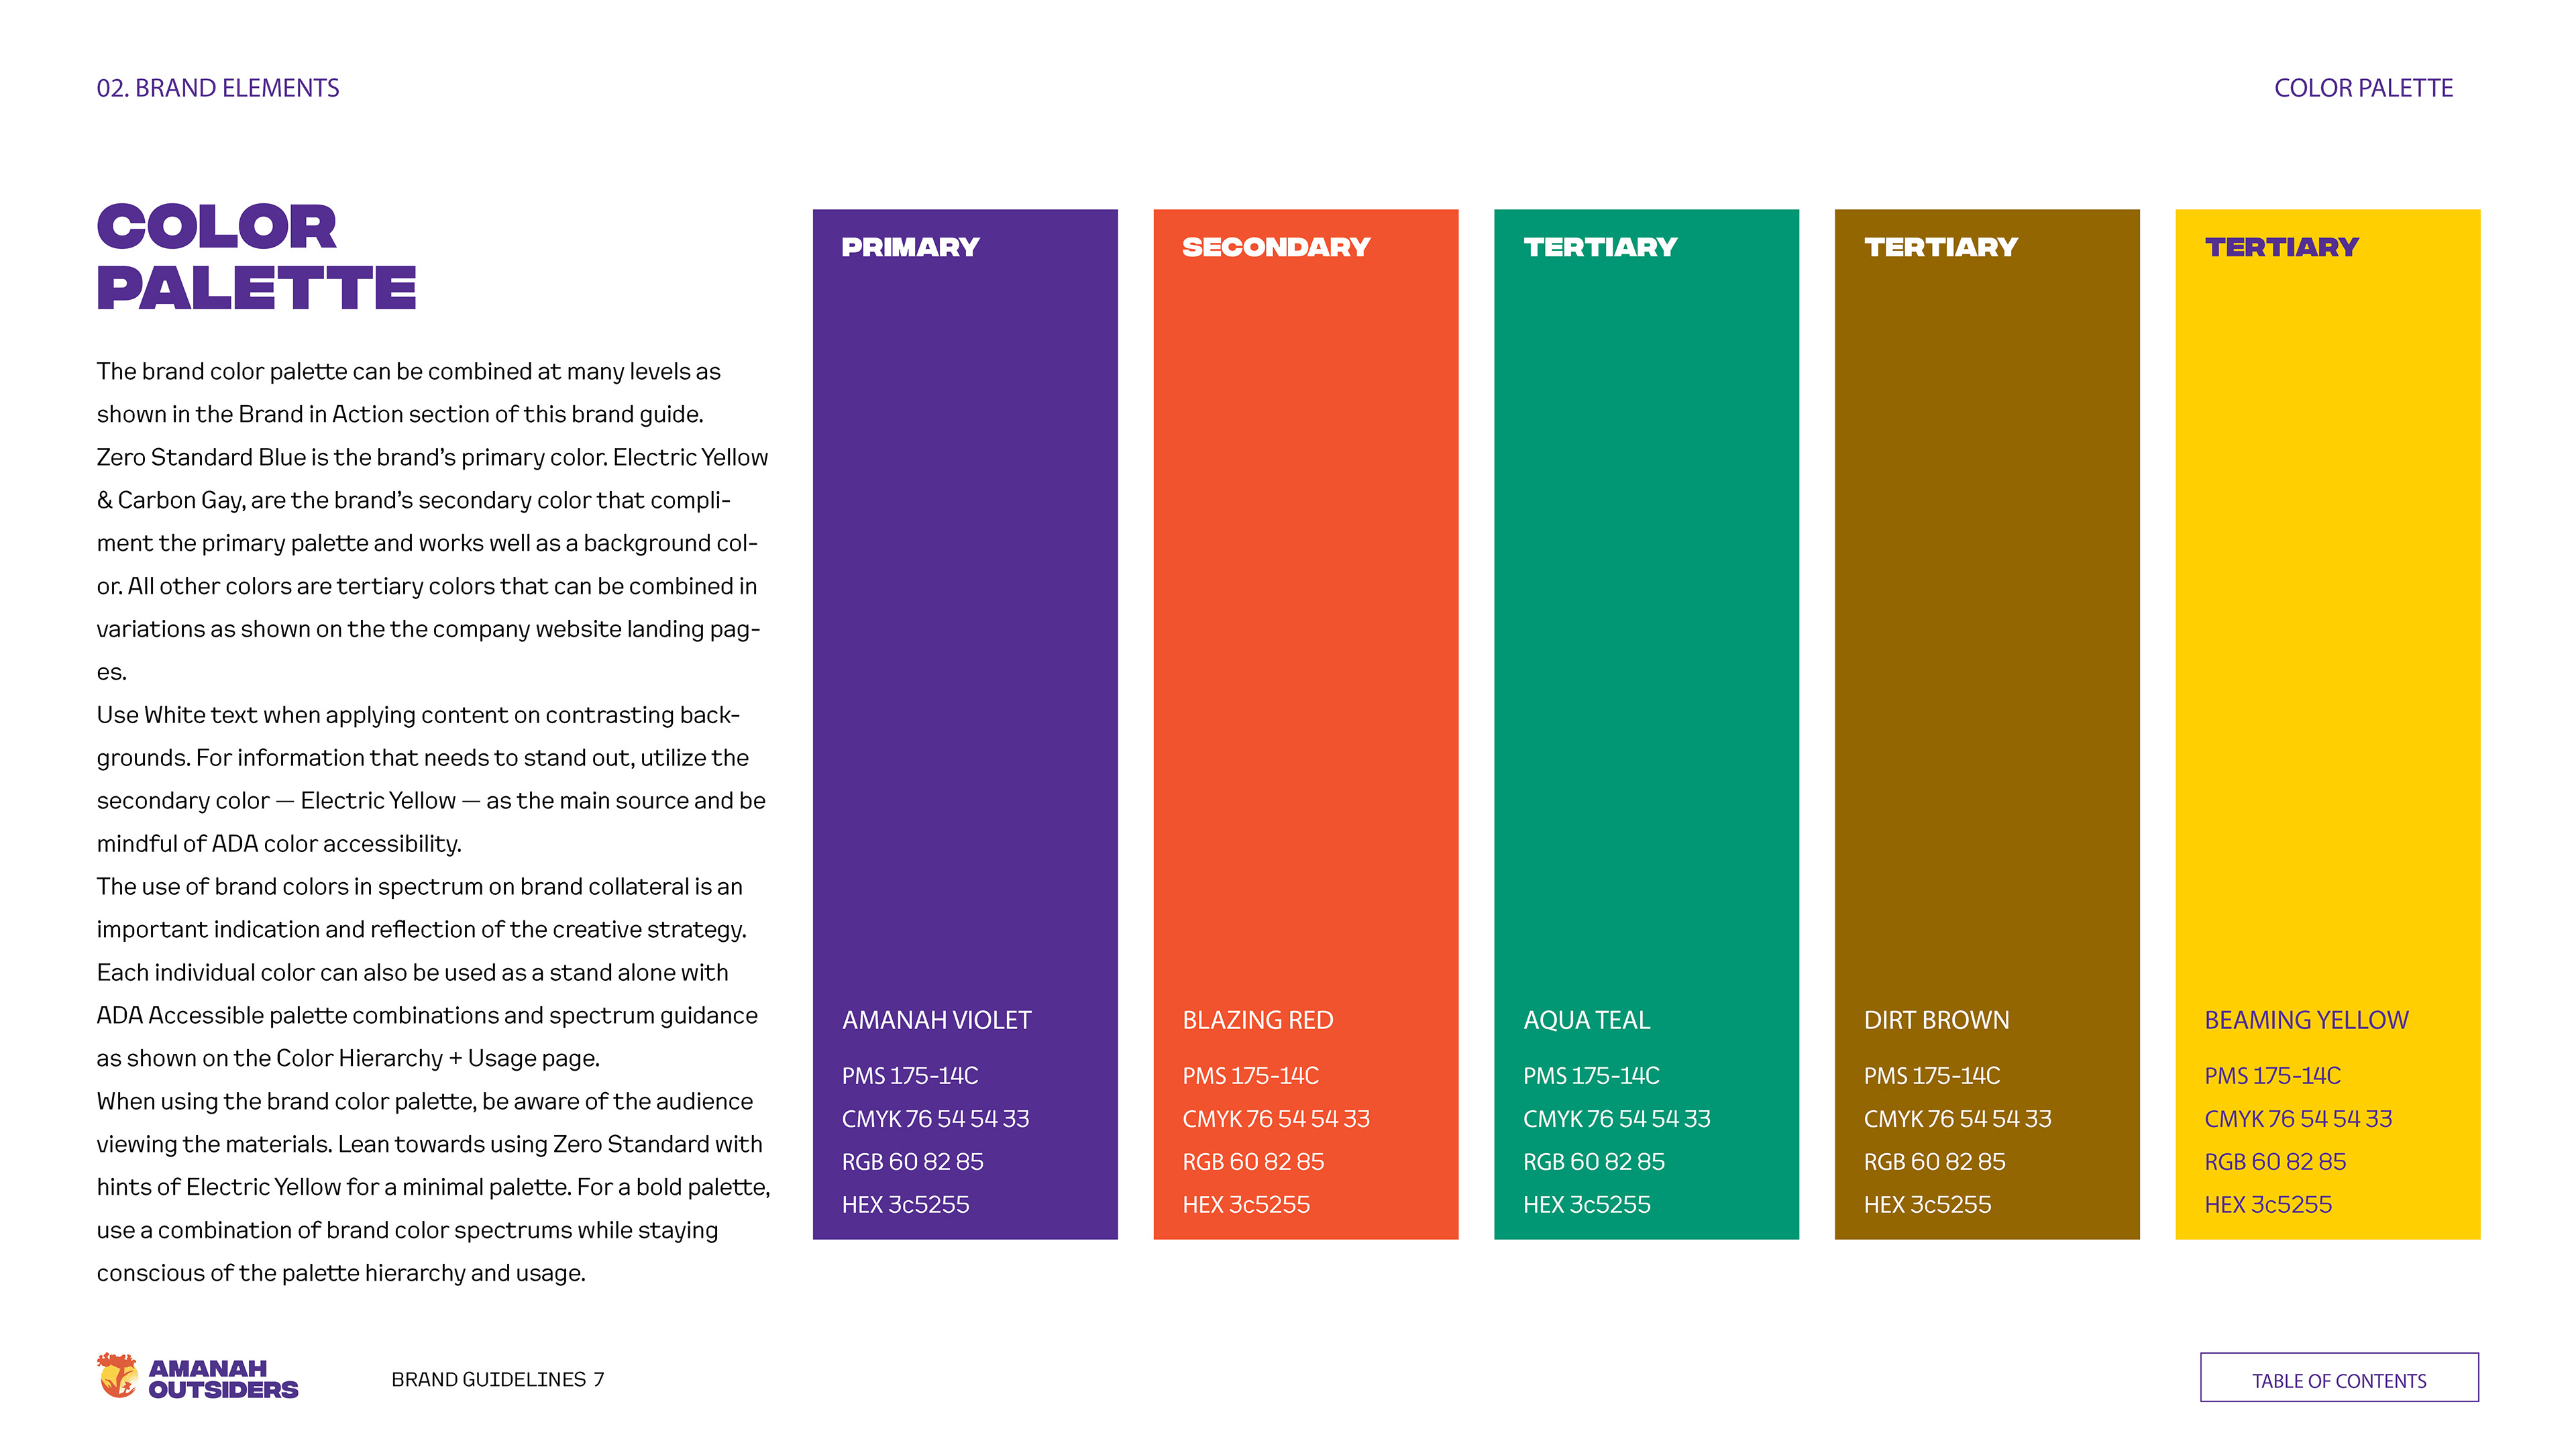 02. BRAND ELEMENTS
COLOR PALETTE
COLOR
PALETTE
The brand color palette can be combined at many levels as
shown in the Brand in Action section of this brand guide.
Zero Standard Blue is the brand’s primary color. Electric Yellow
& Carbon Gay, are the brand’s secondary color that compli-
ment the primary palette and works well as a background col-
or. All other colors are tertiary colors that can be combined in
variations as shown on the the company website landing pag-
es.
Use White text when applying content on contrasting back-
grounds. For information that needs to stand out, utilize the
secondary color — Electric Yellow — as the main source and be
mindful of ADA color accessibility.
The use of brand colors in spectrum on brand collateral is an
important indication and reflection of the creative strategy.
Each individual color can also be used as a stand alone with
ADA Accessible palette combinations and spectrum guidance
as shown on the Color Hierarchy + Usage page.
When using the brand color palette, be aware of the audience
viewing the materials. Lean towards using Zero Standard with
hints of Electric Yellow for a minimal palette. For a bold palette,
use a combination of brand color spectrums while staying
conscious of the palette hierarchy and usage.
PRIMARY
AMANAH VIOLET
PMS 175-14C
CMYK 76 54 54 33
RGB 60 82 85
HEX 3c5255
SECONDARY
BLAZING RED
PMS 175-14C
CMYK 76 54 54 33
RGB 60 82 85
HEX 3c5255
TERTIARY
AQUA TEAL
PMS 175-14C
CMYK 76 54 54 33
RGB 60 82 85
HEX 3c5255
TERTIARY
DIRT BROWN
PMS 175-14C
CMYK 76 54 54 33
RGB 60 82 85
HEX 3c5255
TERTIARY
BEAMING YELLOW
PMS 175-14C
CMYK 76 54 54 33
RGB 60 82 85
HEX 3c5255
AMANAH
OUTSIDERS
BRAND GUIDELINES 7
TABLE OF CONTENTS